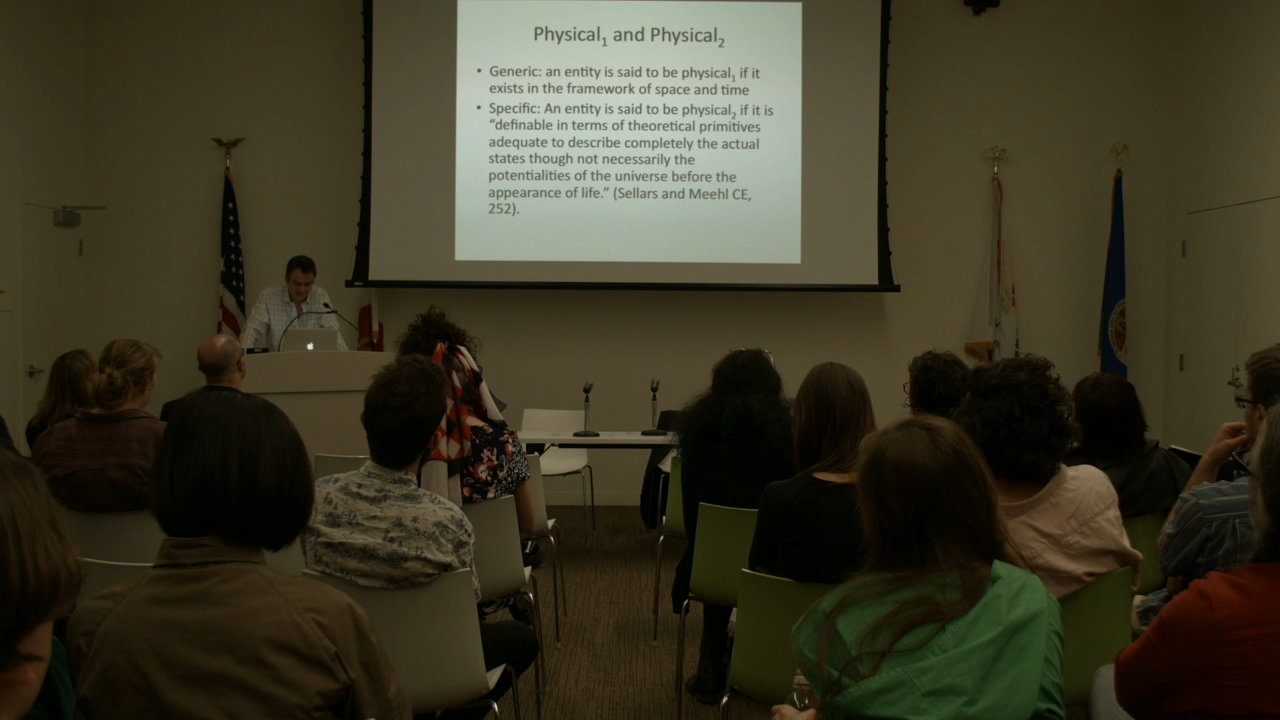 Physical₁ and Physical₂
• Generic: an entity is said to be physical₁ if it
exists in the framework of space and time
• Specific: An entity is said to be physical₂ if it is
“definable in terms of theoretical primitives
adequate to describe completely the actual
states though not necessarily the
potentialities of the universe before the
appearance of life.” (Sellars and Meehl CE,
252).